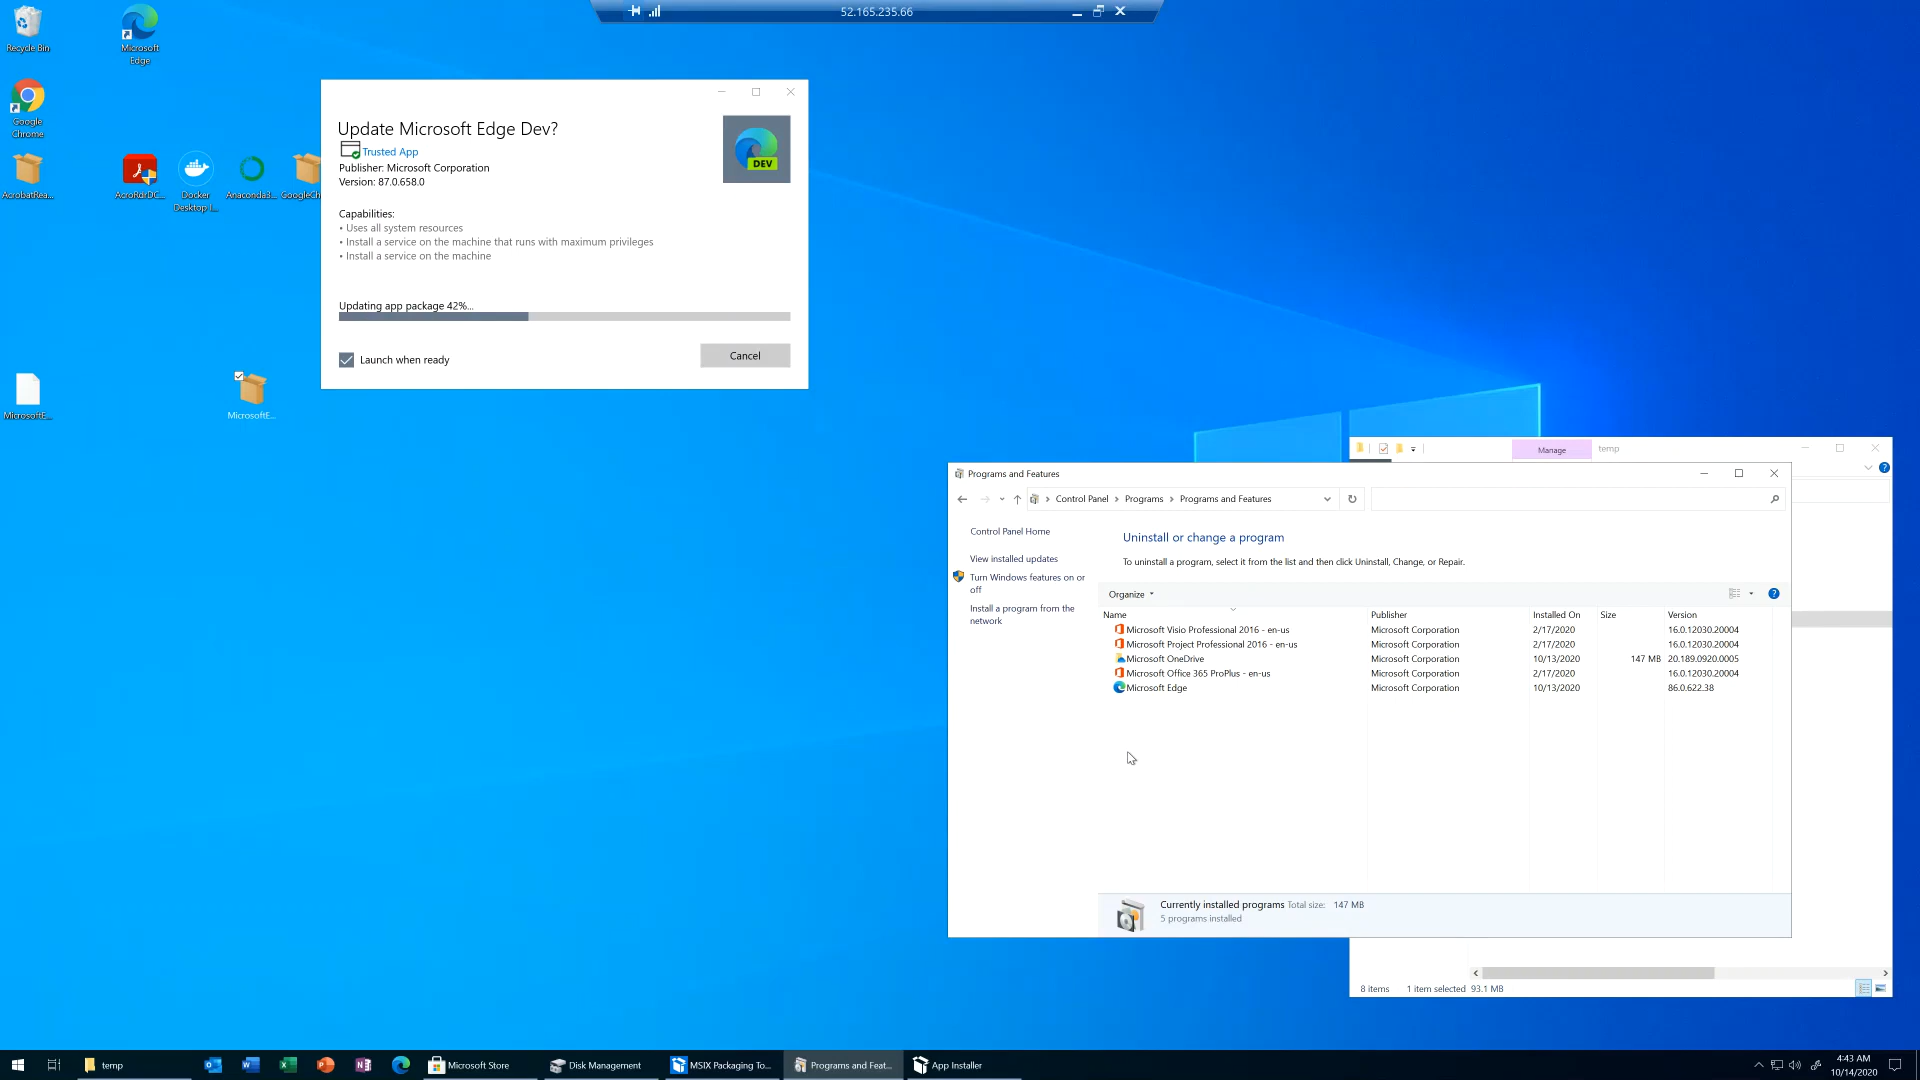 52.165.235.66
Recycle Bin
Microsoft
Edge
Google
Chrome
AcrobatRea...
AcroRdrDC...
Docker
Desktop I...
Anaconda3...
GoogleCh
MicrosoftE...
MicrosoftE...
Update Microsoft Edge Dev?
Trusted App
Publisher: Microsoft Corporation
Version: 87.0.658.0
DEV
Capabilities:
• Uses all system resources
• Install a service on the machine that runs with maximum privileges
• Install a service on the machine
Updating app package 42%...
Launch when ready
Cancel
Manage
temp
Programs and Features
Control Panel > Programs > Programs and Features
Control Panel Home
View installed updates
Turn Windows features on or
off
Install a program from the
network
Uninstall or change a program
To uninstall a program, select it from the list and then click Uninstall, Change, or Repair.
Organize
Name Publisher Installed On Size Version
Microsoft Visio Professional 2016 - en-us Microsoft Corporation 2/17/2020 16.0.12030.20004
Microsoft Project Professional 2016 - en-us Microsoft Corporation 2/17/2020 16.0.12030.20004
Microsoft OneDrive Microsoft Corporation 10/13/2020 147 MB 20.189.0920.0005
Microsoft Office 365 ProPlus - en-us Microsoft Corporation 2/17/2020 16.0.12030.20004
Microsoft Edge Microsoft Corporation 10/13/2020 86.0.622.38
Currently installed programs Total size: 147 MB
5 programs installed
8 items 1 item selected 93.1 MB
temp
Microsoft Store
Disk Management
MSIX Packaging To...
Programs and Feat...
App Installer
4:43 AM
10/14/2020